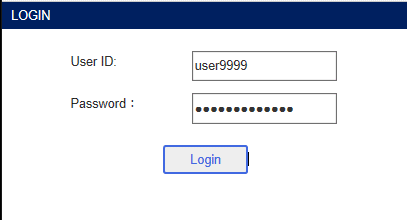 LOGIN
User ID: user9999
Password： •••••••••••••
Login